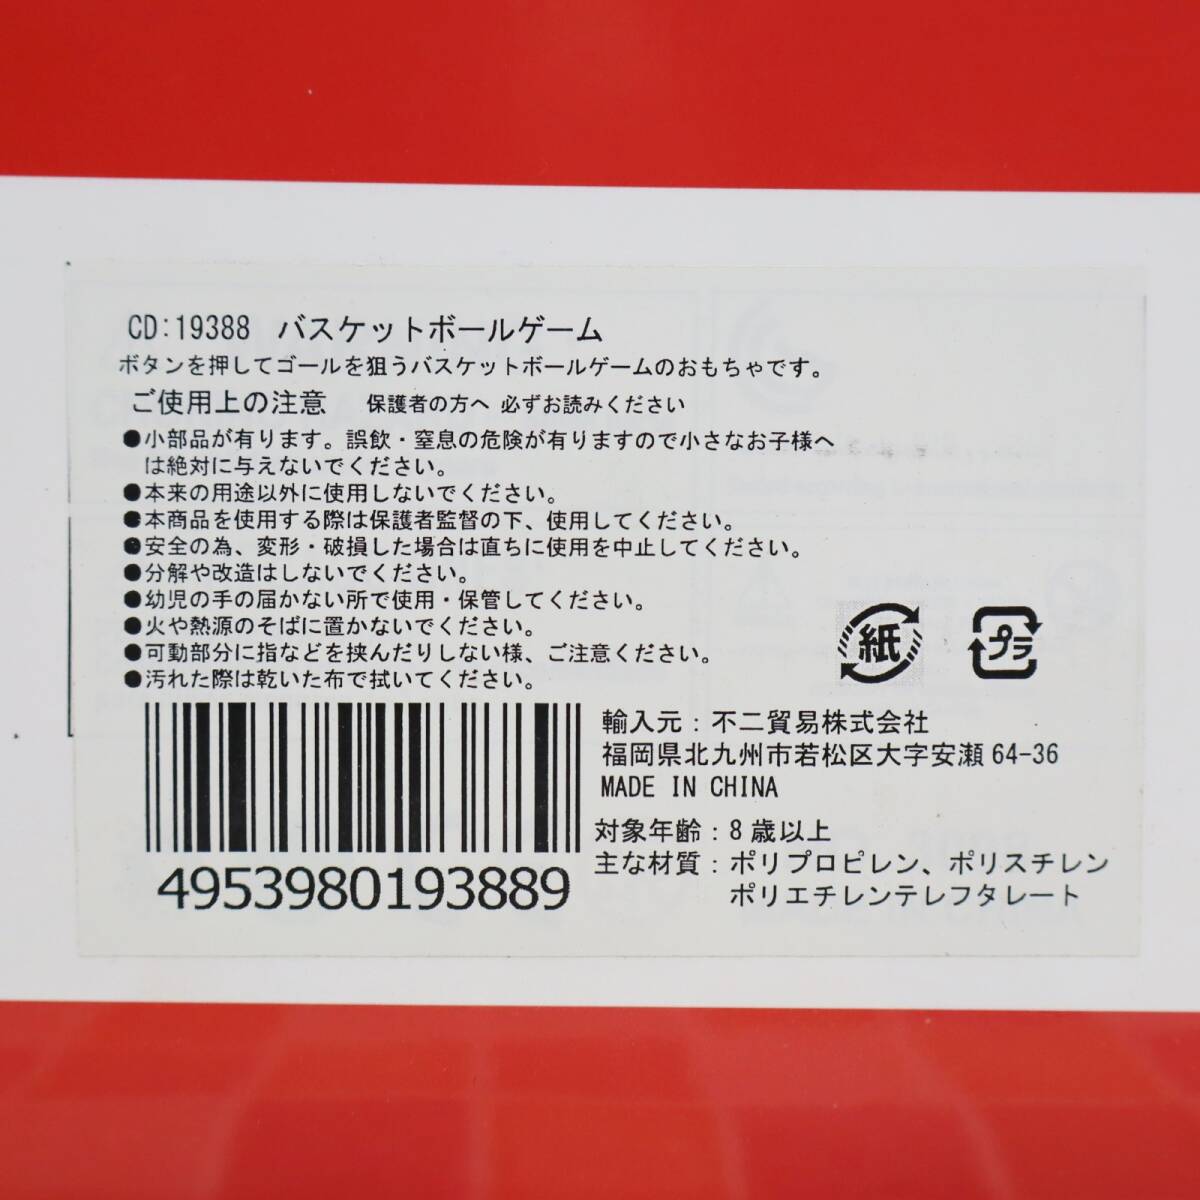 CD:19388 バスケットボールゲーム
ボタンを押してゴールを狙うバスケットボールゲームのおもちゃです。
ご使用上の注意 保護者の方へ 必ずお読みください
●小部品が有ります。誤飲・窒息の危険が有りますので小さなお子様へ
は絶対に与えないでください。
●本来の用途以外に使用しないでください。
●本商品を使用する際は保護者監督の下、使用してください。
●安全の為、変形・破損した場合は直ちに使用を中止してください。
●分解や改造はしないでください。
●幼児の手の届かない所で使用・保管してください。
●火や熱源のそばに置かないでください。
●可動部分に指などを挟んだりしない様、ご注意ください。
●汚れた際は乾いた布で拭いてください。
紙
プラ
4953980193889
輸入元：不二貿易株式会社
福岡県北九州市若松区大字安瀬64-36
MADE IN CHINA
対象年齢：8歳以上
主な材質：ポリプロピレン、ポリスチレン
ポリエチレンテレフタレート